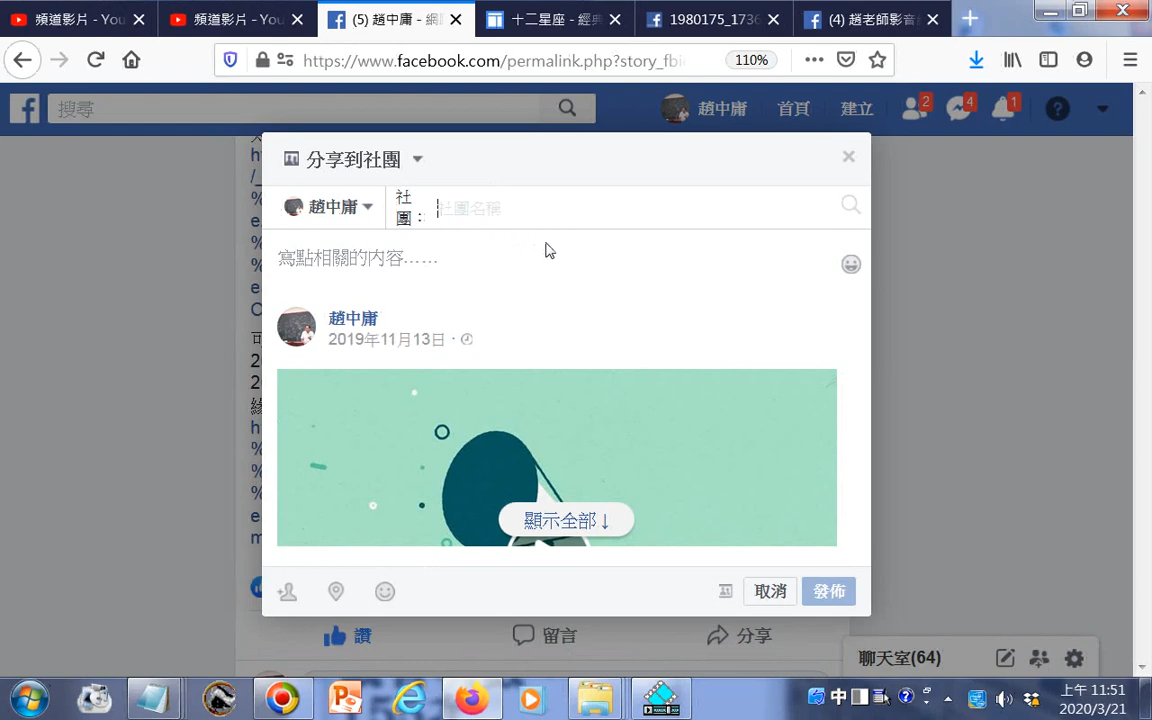 頻道影片 - You
頻道影片 - You
(5) 趙中庸 - 網
十二星座 - 經
1980175_1736
(4) 趙老師影音
https://www.facebook.com/permalink.php?story_fbi
110%
搜尋
趙中庸
首頁
建立
2
4
1
分享到社團
趙中庸
社團：
社團名稱
寫點相關的內容……
趙中庸
2019年11月13日 ·
顯示全部↓
取消
發佈
讚
留言
分享
聊天室(64)
中
上午 11:51
2020/3/21